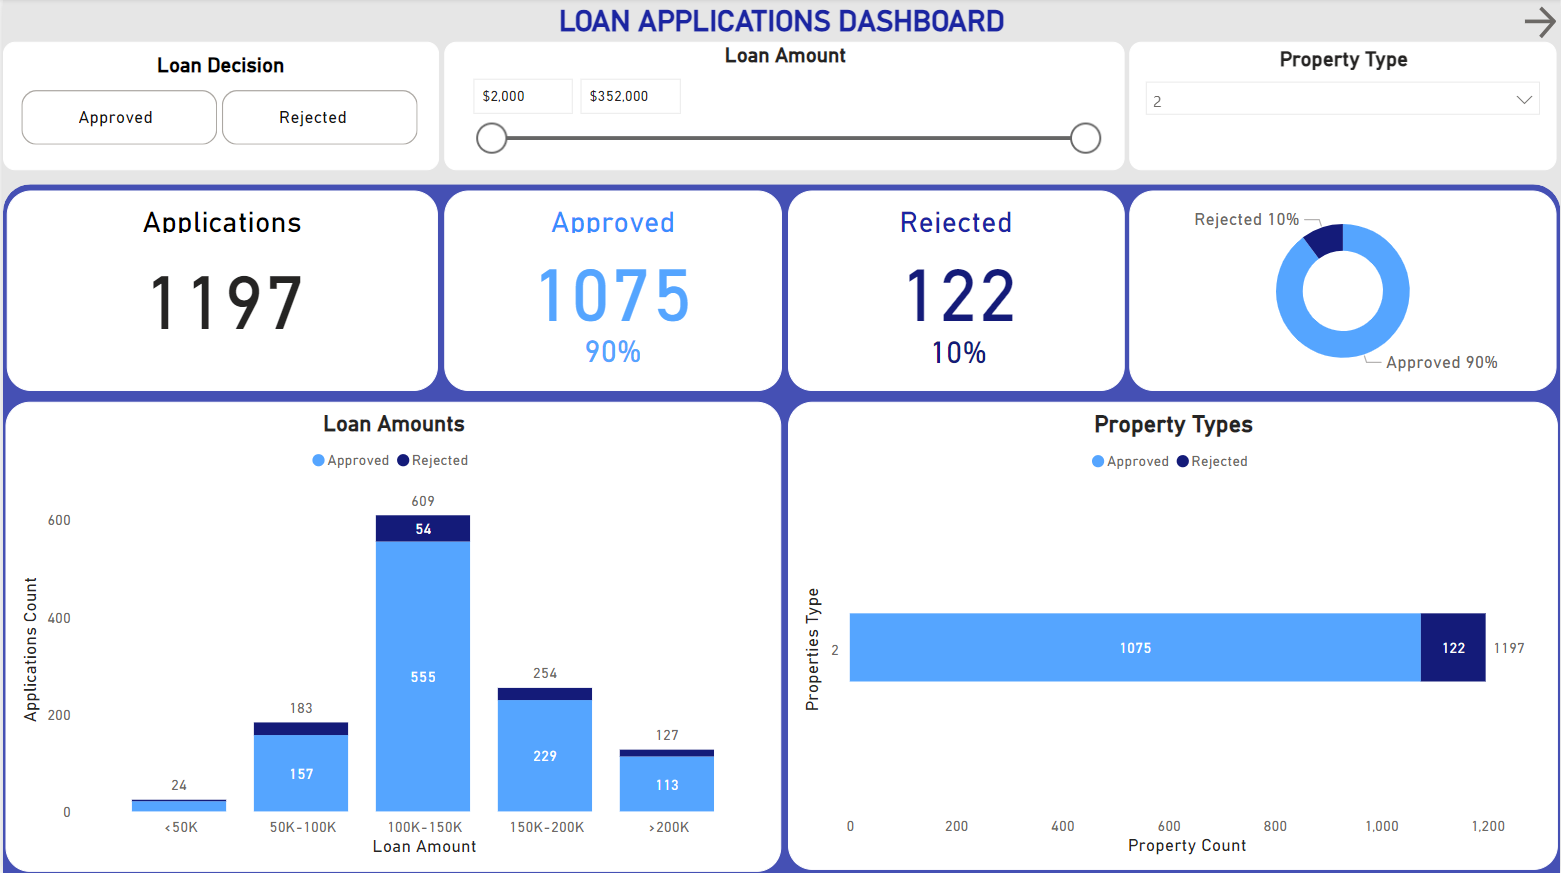 LOAN APPLICATIONS DASHBOARD
Loan Decision
Approved
Rejected
Loan Amount
$2,000
$352,000
Property Type
2
Applications
1197
Approved
1075
90%
Rejected
122
10%
Rejected 10%
Approved 90%
Loan Amounts
Approved Rejected
Applications Count
600
400
200
0
24
183
157
609
54
555
254
229
127
113
<50K
50K-100K
100K-150K
150K-200K
>200K
Loan Amount
Property Types
Approved Rejected
Properties Type
2
1075
122
1197
0
200
400
600
800
1,000
1,200
Property Count